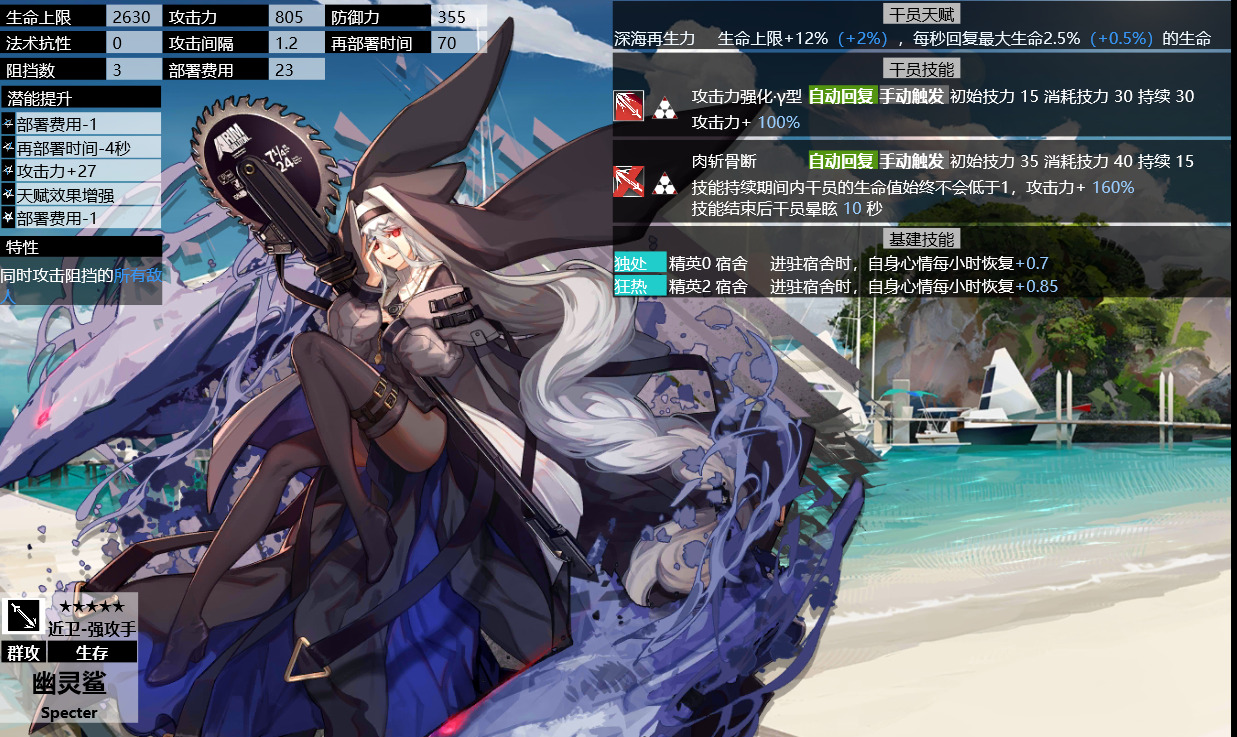 生命上限 2630 攻击力 805 防御力 355
法术抗性 0 攻击间隔 1.2 再部署时间 70
阻挡数 3 部署费用 23
潜能提升
部署费用-1
再部署时间-4秒
攻击力+27
天赋效果增强
部署费用-1
特性
同时攻击阻挡的所有敌
人
干员天赋
深海再生力 生命上限+12%（+2%），每秒回复最大生命2.5%（+0.5%）的生命
干员技能
攻击力强化·γ型 自动回复 手动触发 初始技力 15 消耗技力 30 持续 30
攻击力+ 100%
肉斩骨断 自动回复 手动触发 初始技力 35 消耗技力 40 持续 15
技能持续期间内干员的生命值始终不会低于1，攻击力+ 160%
技能结束后干员晕眩 10 秒
基建技能
独处 精英0 宿舍 进驻宿舍时，自身心情每小时恢复+0.7
狂热 精英2 宿舍 进驻宿舍时，自身心情每小时恢复+0.85
★★★★★
近卫-强攻手
群攻 生存
幽灵鲨
Specter